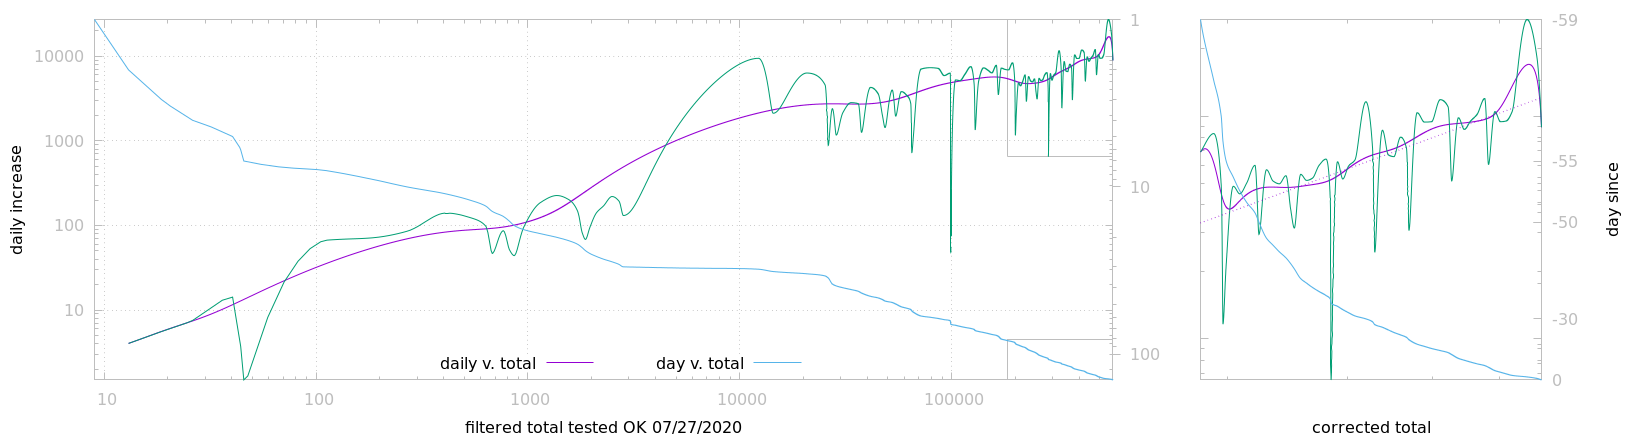 daily increase
10000
1000
100
10
10
100
1000
10000
100000
filtered total tested OK 07/27/2020
daily v. total
day v. total
1
10
100
corrected total
-59
-55
-50
-30
0
day since